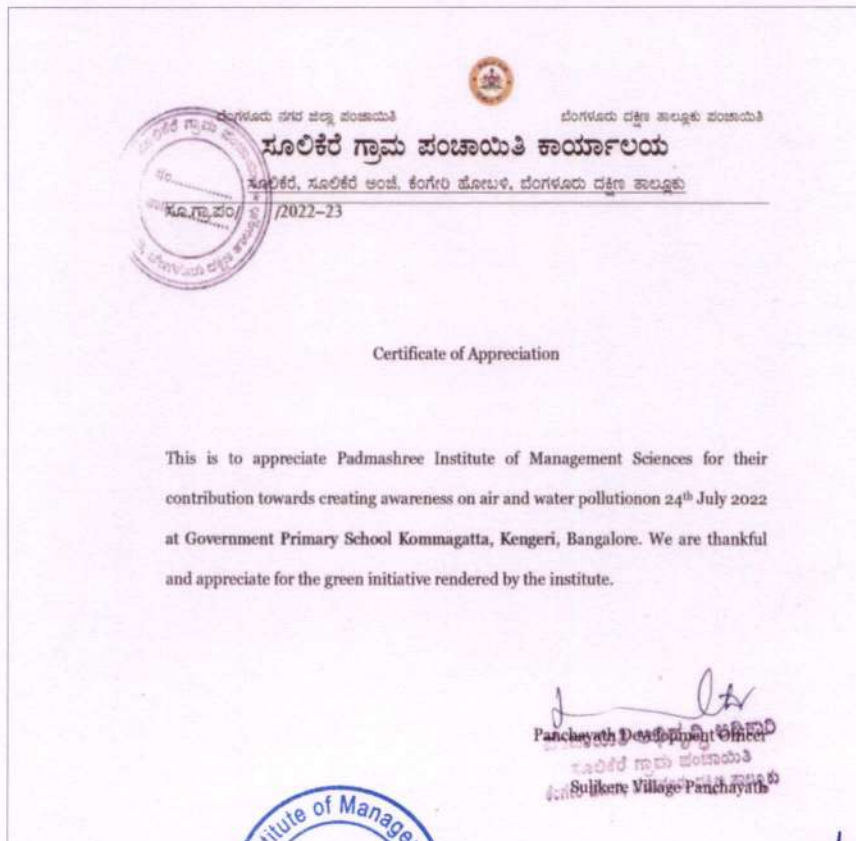 ಬೆಂಗಳೂರು ನಗರ ಜಿಲ್ಲಾ ಪಂಚಾಯಿತಿ ಬೆಂಗಳೂರು ದಕ್ಷಿಣ ತಾಲ್ಲೂಕು ಪಂಚಾಯಿತಿ
ಸೂಲಿಕೆರೆ ಗ್ರಾಮ ಪಂಚಾಯಿತಿ ಕಾರ್ಯಾಲಯ
ಸೂಲಿಕೆರೆ, ಸೂಲಿಕೆರೆ ಅಂಚೆ, ಕೆಂಗೇರಿ ಹೋಬಳಿ, ಬೆಂಗಳೂರು ದಕ್ಷಿಣ ತಾಲ್ಲೂಕು
ಸೂ.ಗ್ರಾ.ಪಂ/ /2022–23
Certificate of Appreciation
This is to appreciate Padmashree Institute of Management Sciences for their
contribution towards creating awareness on air and water pollutionon 24th July 2022
at Government Primary School Kommagatta, Kengeri, Bangalore. We are thankful
and appreciate for the green initiative rendered by the institute.
Panchayath Development Officer
ಸೂಲಿಕೆರೆ ಗ್ರಾಮ ಪಂಚಾಯಿತಿ
Sulikere Village Panchayath